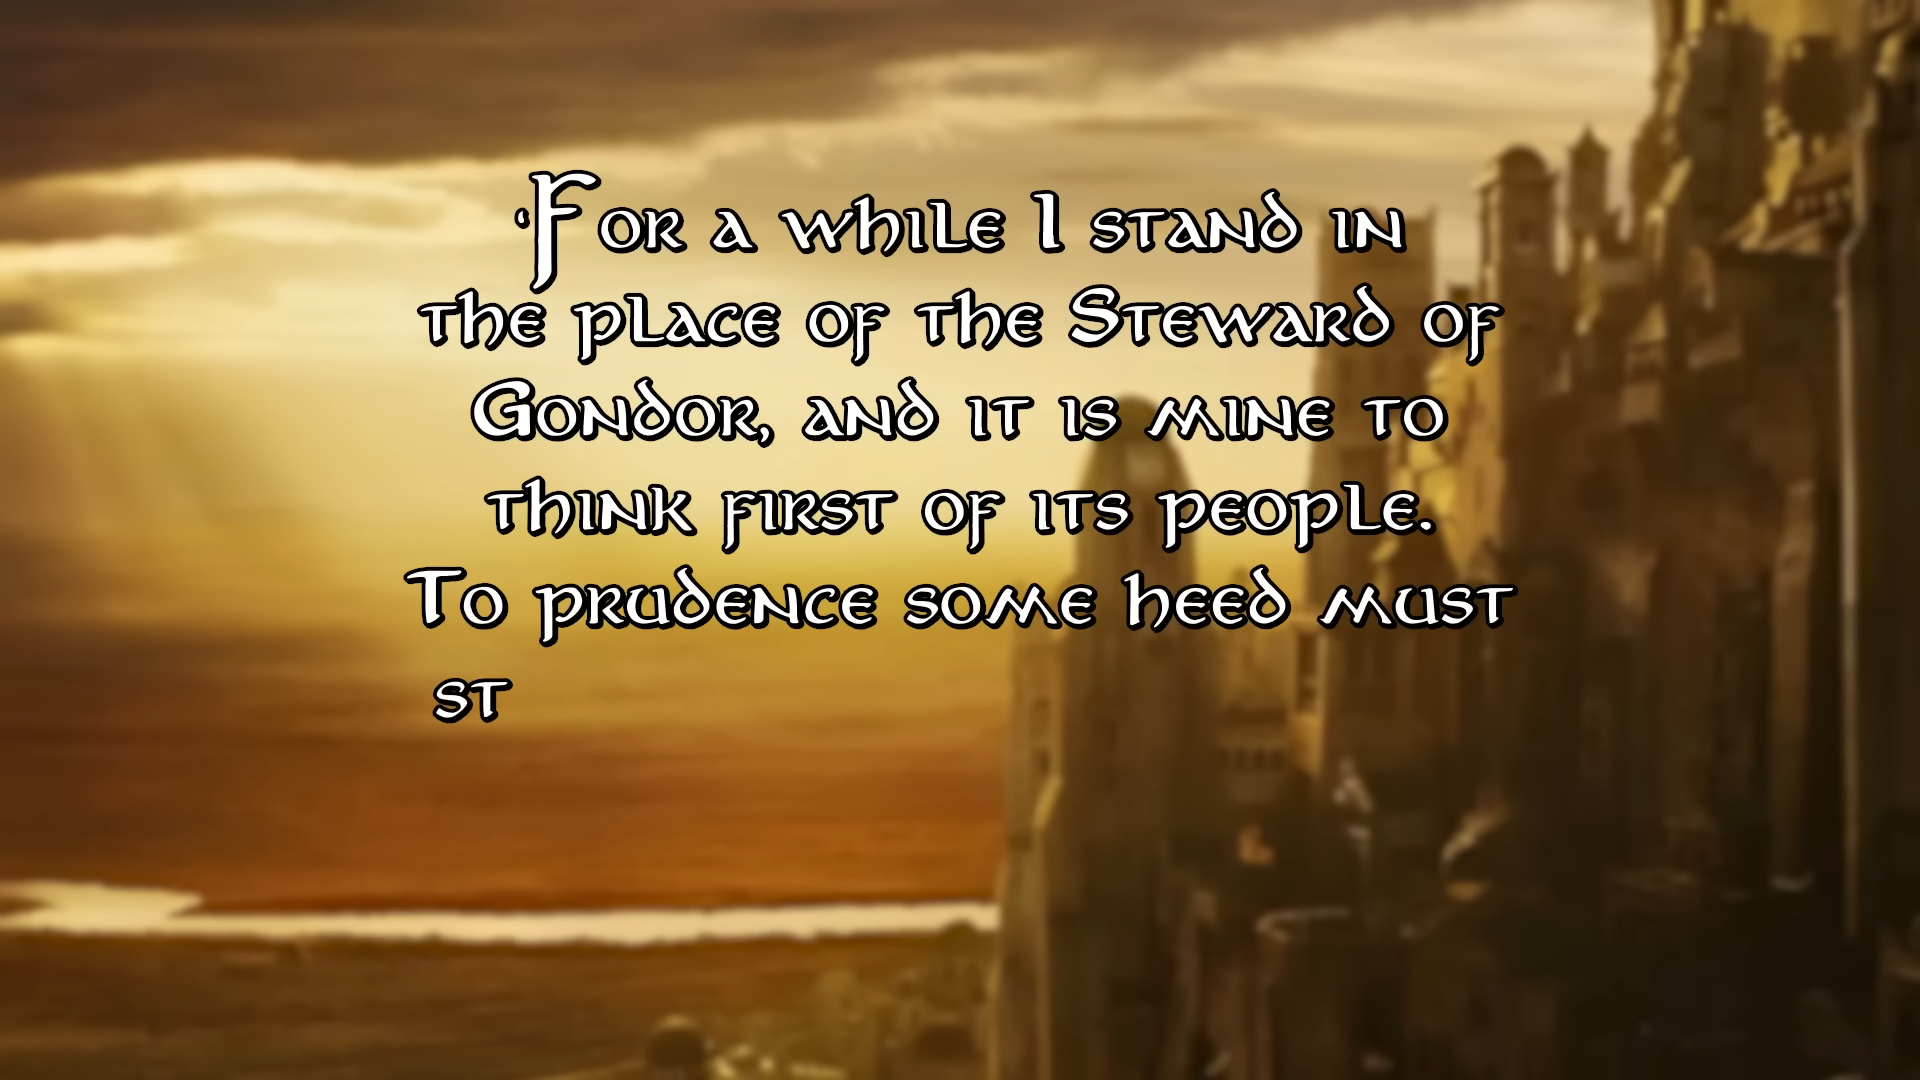 ‘For a while I stand in
the place of the Steward of
Gondor, and it is mine to
think first of its people.
To prudence some heed must
st